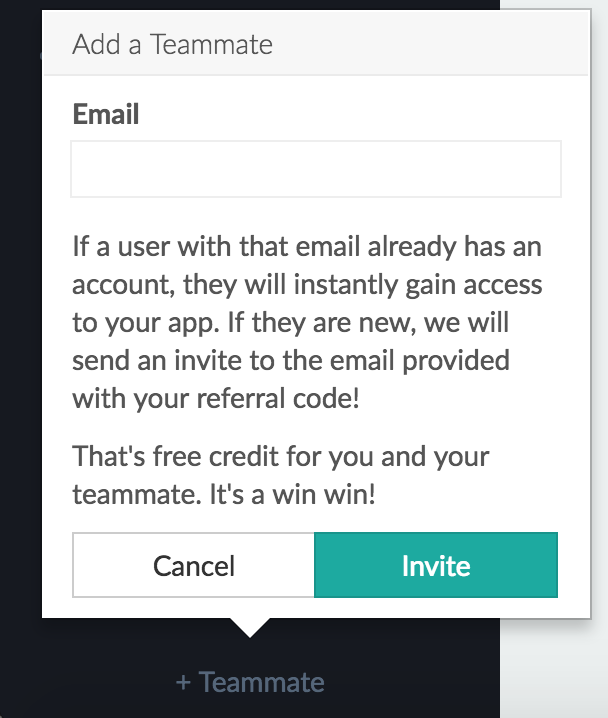 Add a Teammate
Email
If a user with that email already has an
account, they will instantly gain access
to your app. If they are new, we will
send an invite to the email provided
with your referral code!
That's free credit for you and your
teammate. It's a win win!
Cancel Invite
+ Teammate